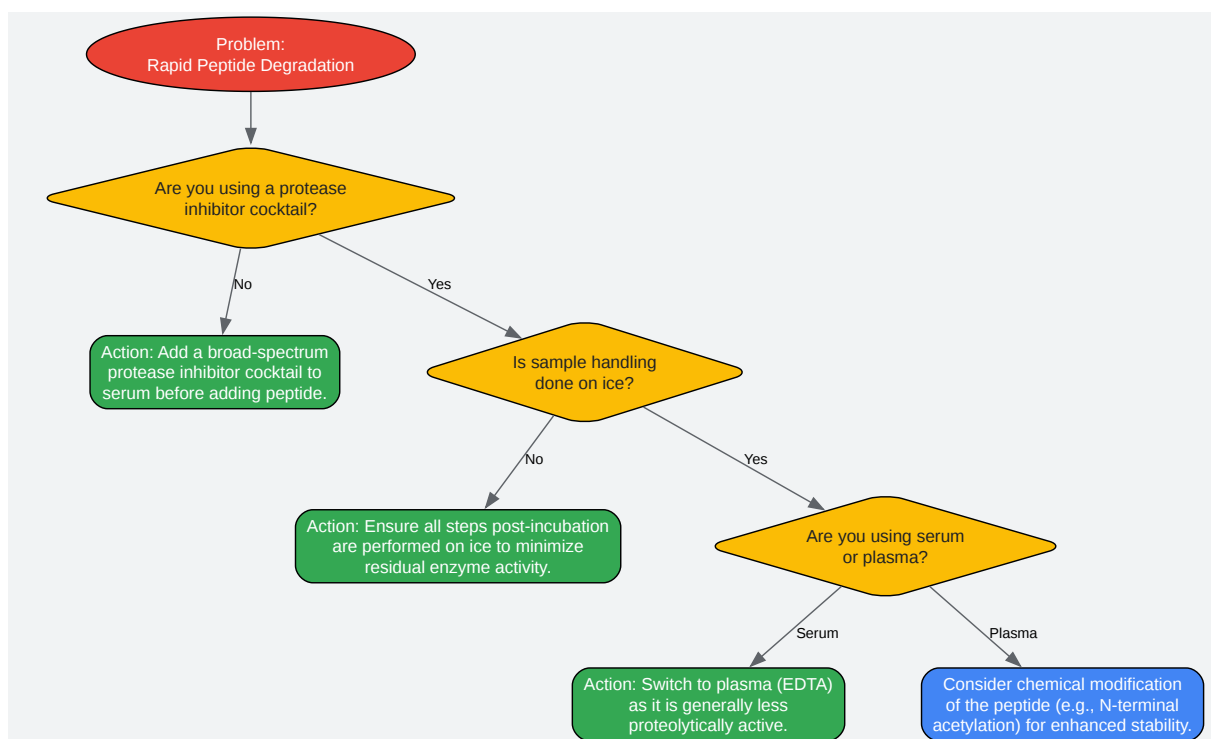 Problem:
Rapid Peptide Degradation
Are you using a protease
inhibitor cocktail?
No
Yes
Action: Add a broad-spectrum
protease inhibitor cocktail to
serum before adding peptide.
Is sample handling
done on ice?
No
Yes
Action: Ensure all steps post-incubation
are performed on ice to minimize
residual enzyme activity.
Are you using serum
or plasma?
Serum
Plasma
Action: Switch to plasma (EDTA)
as it is generally less
proteolytically active.
Consider chemical modification
of the peptide (e.g., N-terminal
acetylation) for enhanced stability.